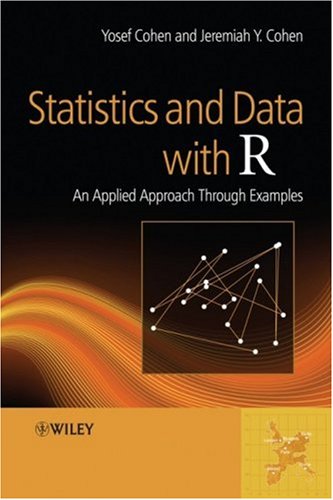 Yosef Cohen and Jeremiah Y. Cohen
Statistics and Data
with R
An Applied Approach Through Examples
WILEY